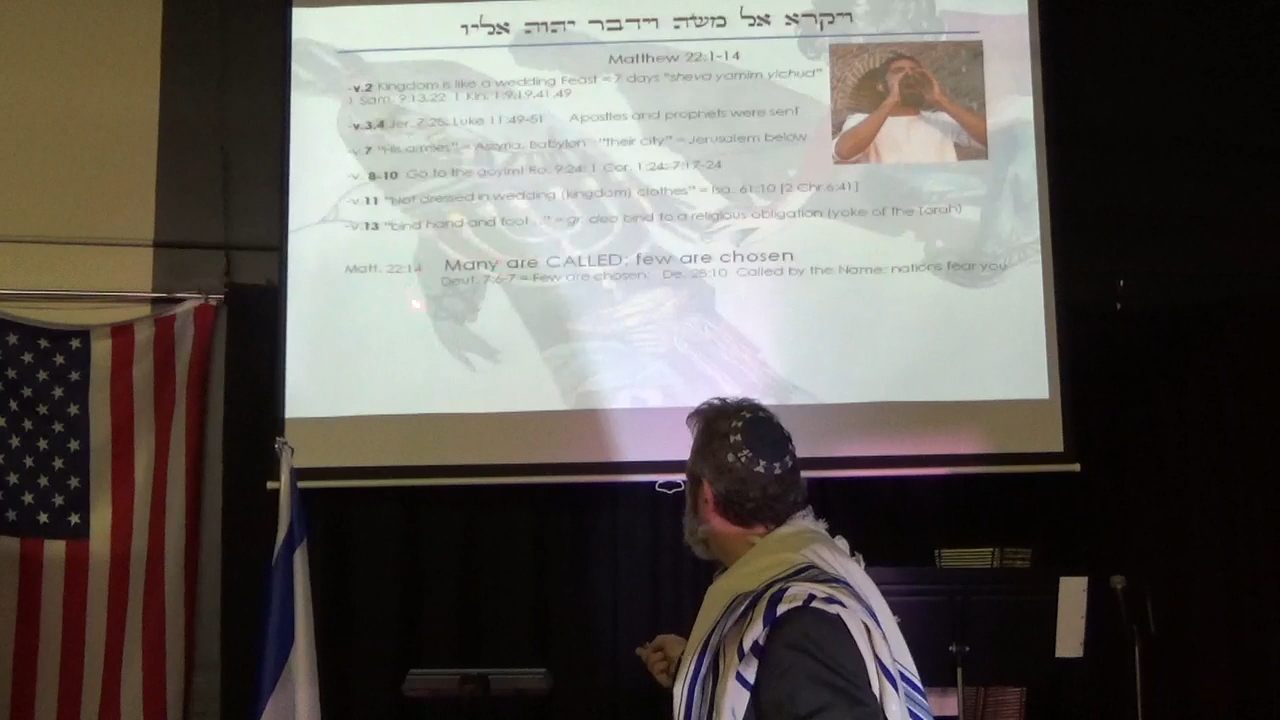 ויקרא אל משה וידבר יהוה אליו
Matthew 22:1-14
-v.2 Kingdom is like a wedding Feast = 7 days "sheva yamim yichud"
1 Sam. 9:13,22 1 Kin. 1:9,19,41,49
-v.3,4 Jer. 7:25; Luke 11:49-51 Apostles and prophets were sent
-v.7 "His armies" = Assyria, Babylon "their city" = Jerusalem below
-v. 8-10 Go to the goyim! Ro. 9:24; 1 Cor. 1:24; 7:17-24
-v.11 "Not dressed in wedding (kingdom) clothes" = Isa. 61:10 [2 Chr 6:41]
-v.13 "bind hand and foot..." = gr. deo bind to a religious obligation (yoke of the Torah)
Matt. 22:14 Many are CALLED; few are chosen
Deut. 7:6-7 = Few are chosen. De. 28:10 Called by the Name; nations fear you